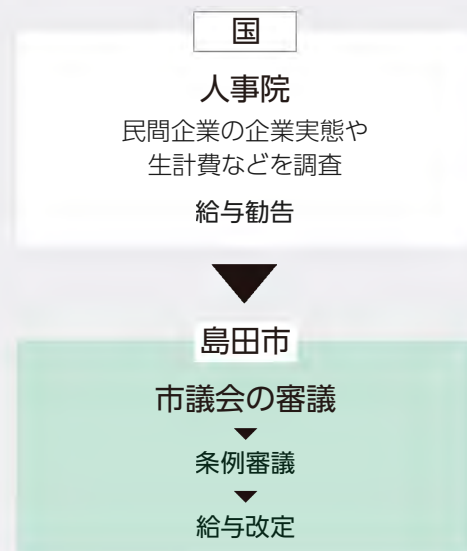 国
人事院
民間企業の企業実態や
生計費などを調査
給与勧告
島田市
市議会の審議
条例審議
給与改定